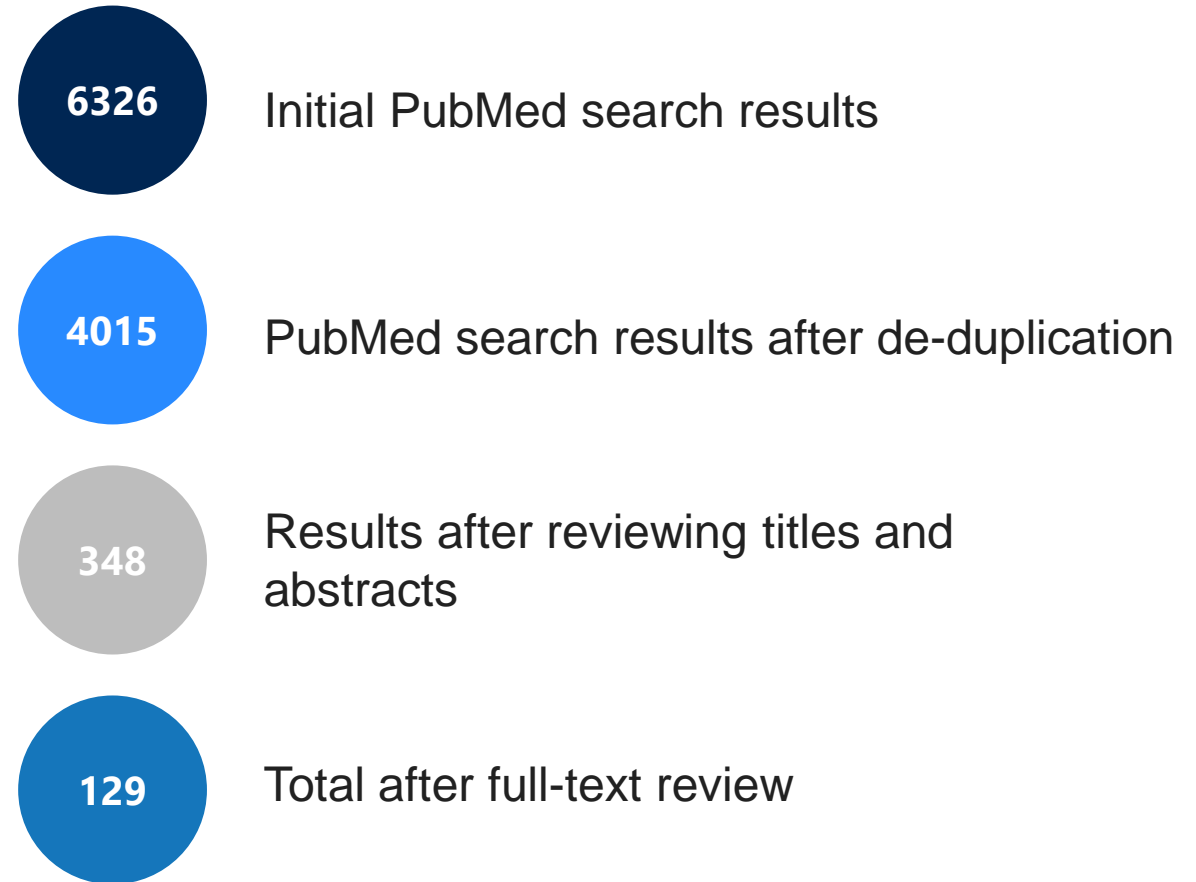 6326
Initial PubMed search results
4015
PubMed search results after de-duplication
348
Results after reviewing titles and
abstracts
129
Total after full-text review